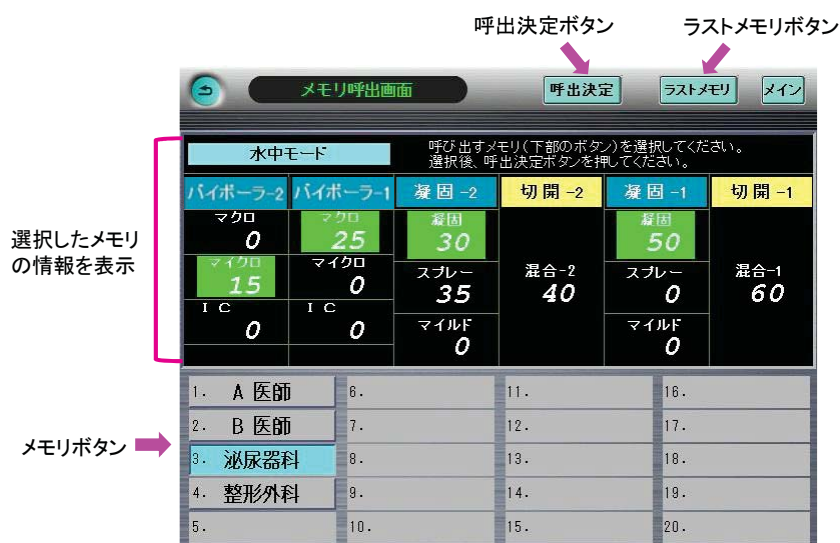 呼出決定ボタン ラストメモリボタン
メモリ呼出画面 呼出決定 ラストメモリ メイン
水中モード
呼び出すメモリ(下部のボタン)を選択してください。
選択後、呼出決定ボタンを押してください。
バイポーラ-2 バイポーラ-1 凝固-2 切開-2 凝固-1 切開-1
マクロ マクロ 凝固 凝固
0 25 30 50
マイクロ マイクロ スプレー 混合-2 スプレー 混合-1
15 0 35 40 0 60
IC IC マイルド マイルド
0 0 0 0
選択したメモリ
の情報を表示
メモリボタン
1. A 医師 6. 11. 16.
2. B 医師 7. 12. 17.
3. 泌尿器科 8. 13. 18.
4. 整形外科 9. 14. 19.
5. 10. 15. 20.